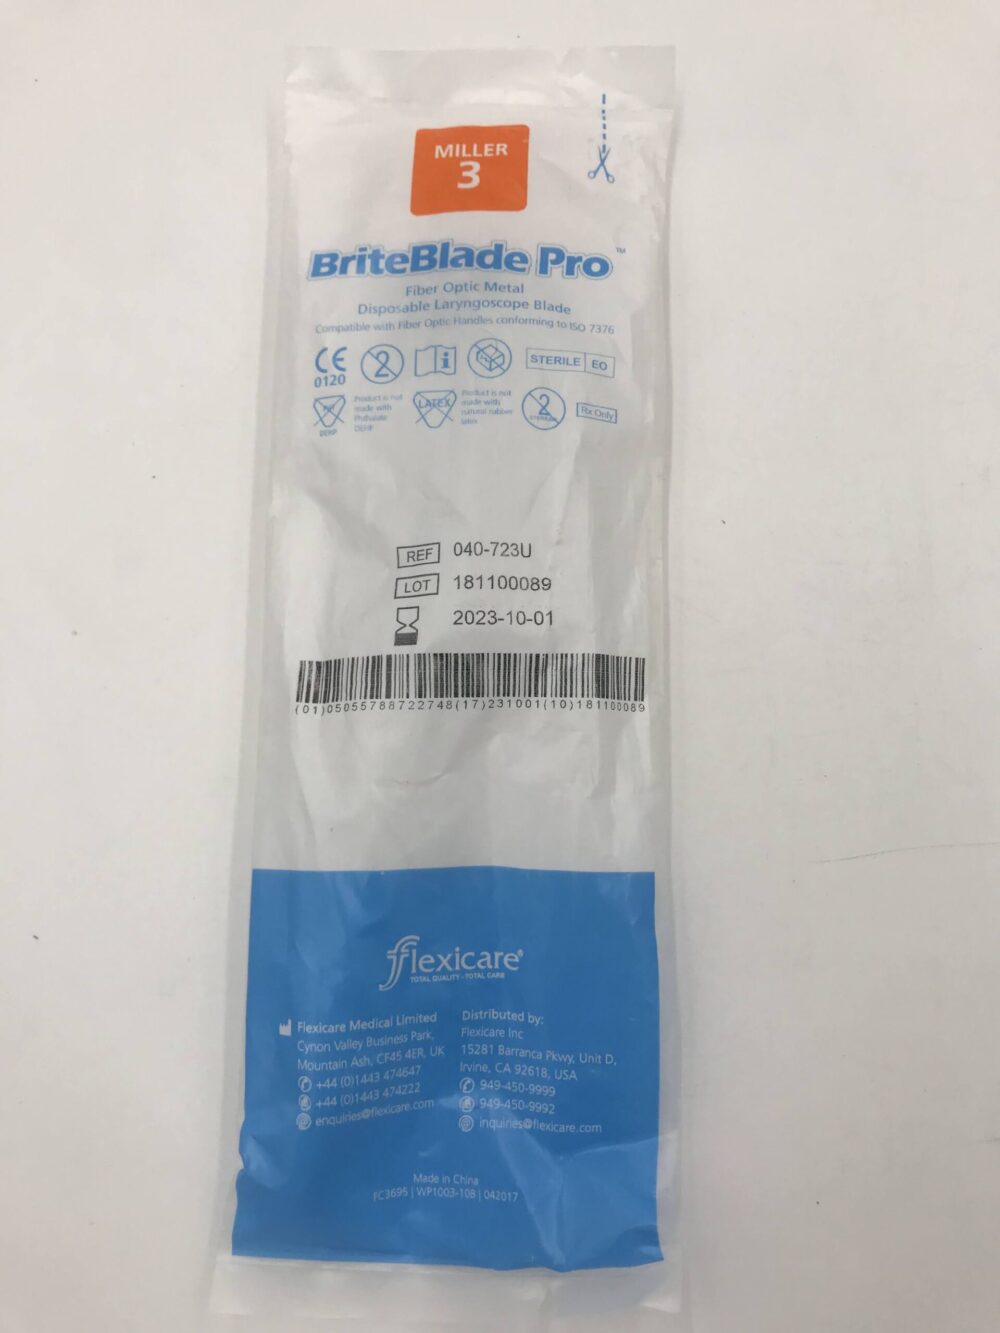 MILLER
3
BriteBlade Pro™
Fiber Optic Metal
Disposable Laryngoscope Blade
Compatible with Fiber Optic Handles conforming to ISO 7376
CE
0120
2
i
STERILE EO
PHT
DEHP
Product is not
made with
Phthalate
DEHP
LATEX
Product is not
made with
natural rubber
latex
2
STERILIZE
Rx Only
REF 040-723U
LOT 181100089
2023-10-01
(01)05055788722748(17)231001(10)181100089
flexicare®
TOTAL QUALITY - TOTAL CARE
Flexicare Medical Limited
Cynon Valley Business Park,
Mountain Ash, CF45 4ER, UK
+44 (0)1443 474647
+44 (0)1443 474222
enquiries@flexicare.com
Distributed by:
Flexicare Inc
15281 Barranca Pkwy, Unit D,
Irvine, CA 92618, USA
949-450-9999
949-450-9992
inquiries@flexicare.com
Made in China
FC3695 | WP1003-108 | 042017